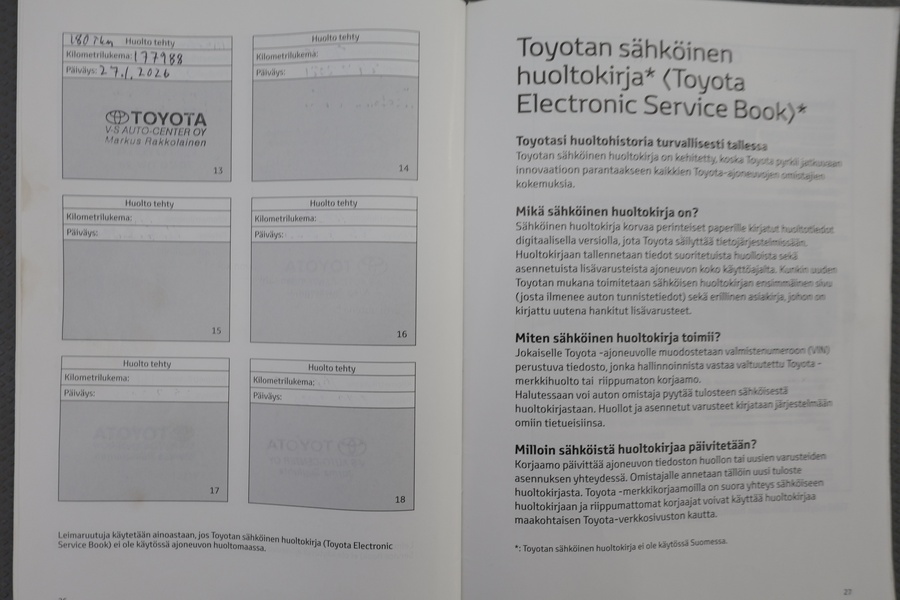 180 Tkm Huolto tehty
Kilometrilukema: 177988
Päiväys: 27.1.2026
TOYOTA
V-S AUTO-CENTER OY
Markus Rakkolainen
13
Huolto tehty
Kilometrilukema:
Päiväys:
14
Huolto tehty
Kilometrilukema:
Päiväys:
15
Huolto tehty
Kilometrilukema:
Päiväys:
16
Huolto tehty
Kilometrilukema:
Päiväys:
17
Huolto tehty
Kilometrilukema:
Päiväys:
18
Leimaruutuja käytetään ainoastaan, jos Toyotan sähköinen huoltokirja (Toyota Electronic
Service Book) ei ole käytössä ajoneuvon huoltomaassa.
Toyotan sähköinen
huoltokirja* (Toyota
Electronic Service Book)*
Toyotasi huoltohistoria turvallisesti tallessa
Toyotan sähköinen huoltokirja on kehitetty, koska Toyota pyrkii jatkuvaan
innovaatioon parantaakseen kaikkien Toyota-ajoneuvojen omistajien
kokemuksia.
Mikä sähköinen huoltokirja on?
Sähköinen huoltokirja korvaa perinteiset paperille kirjatut huoltotiedot
digitaalisella versiolla, jota Toyota säilyttää tietojärjestelmissään.
Huoltokirjaan tallennetaan tiedot suoritetuista huolloista sekä
asennetuista lisävarusteista ajoneuvon koko käyttöajalta. Kunkin uuden
Toyotan mukana toimitetaan sähköisen huoltokirjan ensimmäinen sivu
(josta ilmenee auton tunnistetiedot) sekä erillinen asiakirja, johon on
kirjattu uutena hankitut lisävarusteet.
Miten sähköinen huoltokirja toimii?
Jokaiselle Toyota -ajoneuvolle muodostetaan valmistenumeroon (VIN)
perustuva tiedosto, jonka hallinnoinnista vastaa valtuutettu Toyota -
merkkihuolto tai riippumaton korjaamo.
Halutessaan voi auton omistaja pyytää tulosteen sähköisestä
huoltokirjastaan. Huollot ja asennetut varusteet kirjataan järjestelmään
omiin tietueisiinsa.
Milloin sähköistä huoltokirjaa päivitetään?
Korjaamo päivittää ajoneuvon tiedoston huollon tai uusien varusteiden
asennuksen yhteydessä. Omistajalle annetaan tällöin uusi tuloste
huoltokirjasta. Toyota -merkkikorjaamoilla on suora yhteys sähköiseen
huoltokirjaan ja riippumattomat korjaajat voivat käyttää huoltokirjaa
maakohtaisen Toyota-verkkosivuston kautta.
*: Toyotan sähköinen huoltokirja ei ole käytössä Suomessa.
27